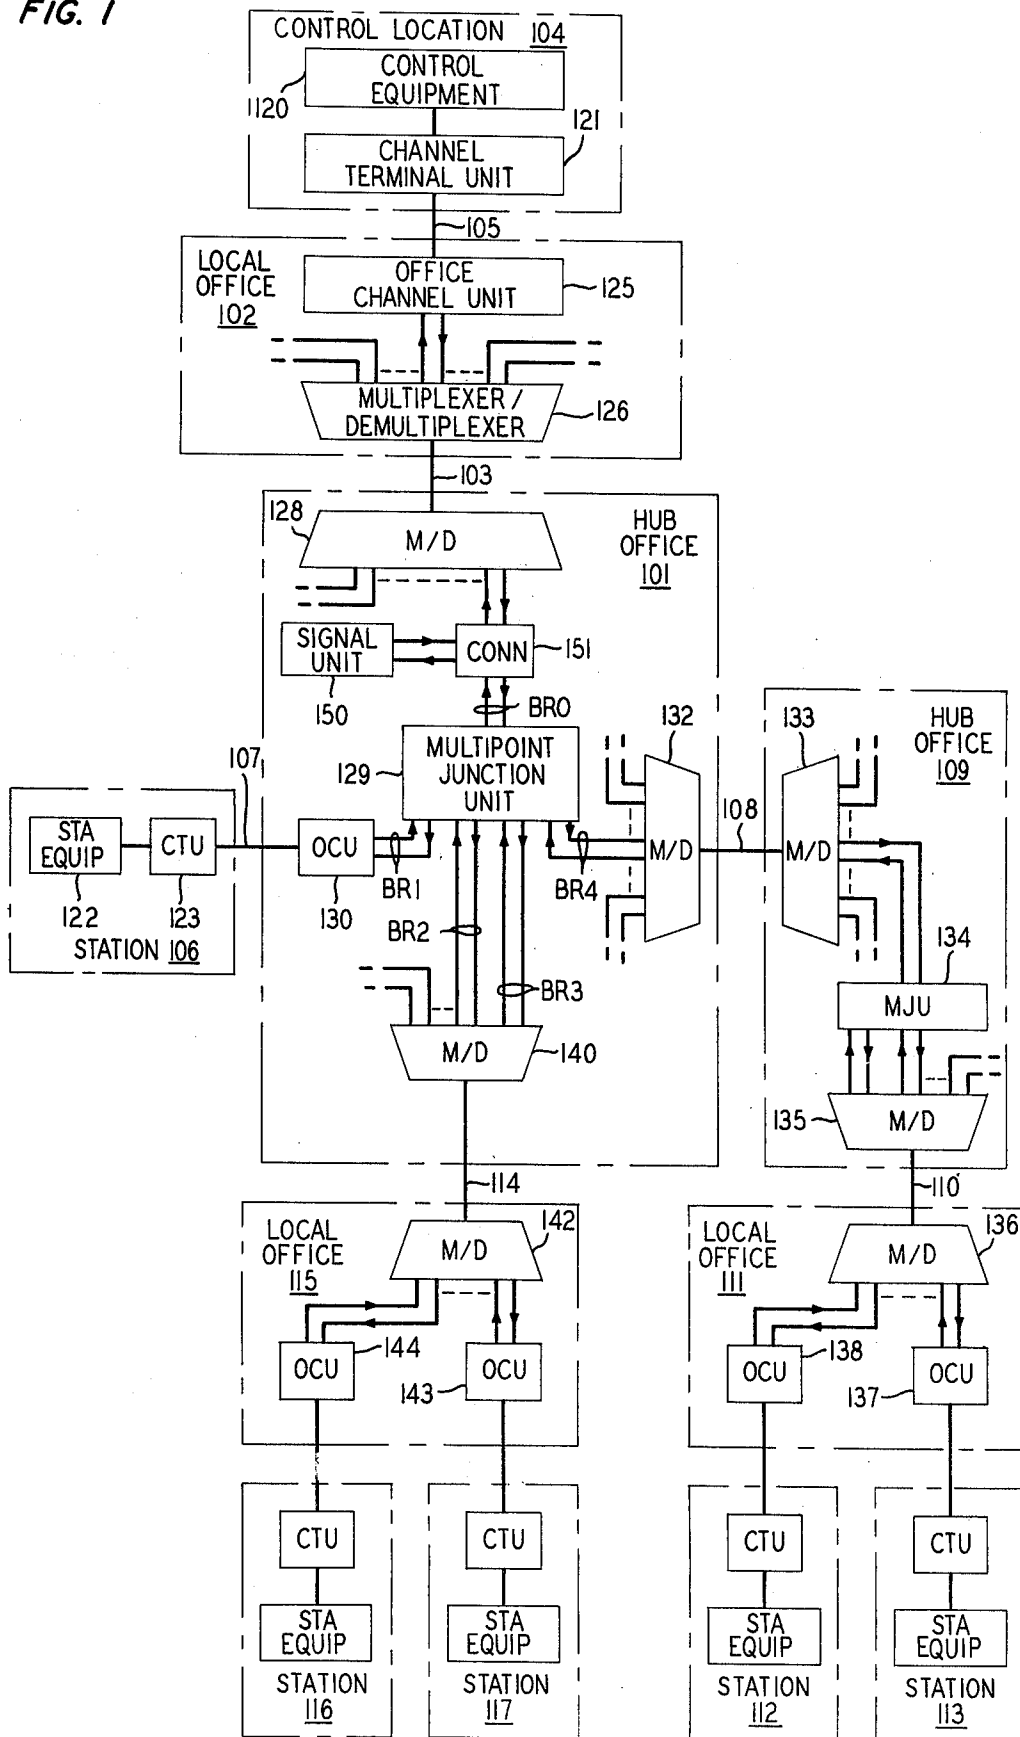 FIG. 1
CONTROL LOCATION 104
CONTROL
EQUIPMENT
1120
121
CHANNEL
TERMINAL UNIT
105
LOCAL
OFFICE
102
OFFICE
CHANNEL UNIT
125
MULTIPLEXER/
DEMULTIPLEXER
126
103
128
M/D
HUB
OFFICE
101
SIGNAL
UNIT
150
CONN
151
BR0
132
MULTIPOINT
JUNCTION
UNIT
129
133
HUB
OFFICE
109
107
108
STA
EQUIP
CTU
OCU
M/D
M/D
BR1
BR4
122
123
130
STATION 106
BR2
134
BR3
MJU
M/D
140
135
M/D
114
110
LOCAL
OFFICE
115
M/D
142
LOCAL
OFFICE
111
M/D
136
144
OCU
143
OCU
138
OCU
137
OCU
CTU
CTU
CTU
CTU
STA
EQUIP
STA
EQUIP
STA
EQUIP
STA
EQUIP
STATION
116
STATION
117
STATION
112
STATION
113